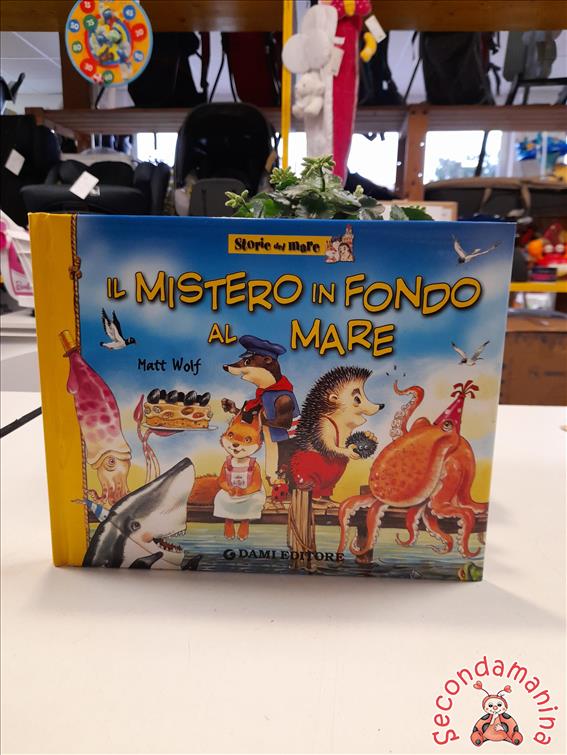 Storie del mare
IL MISTERO IN FONDO
AL MARE
Matt Wolf
DAMI EDITORE
Secondamanina